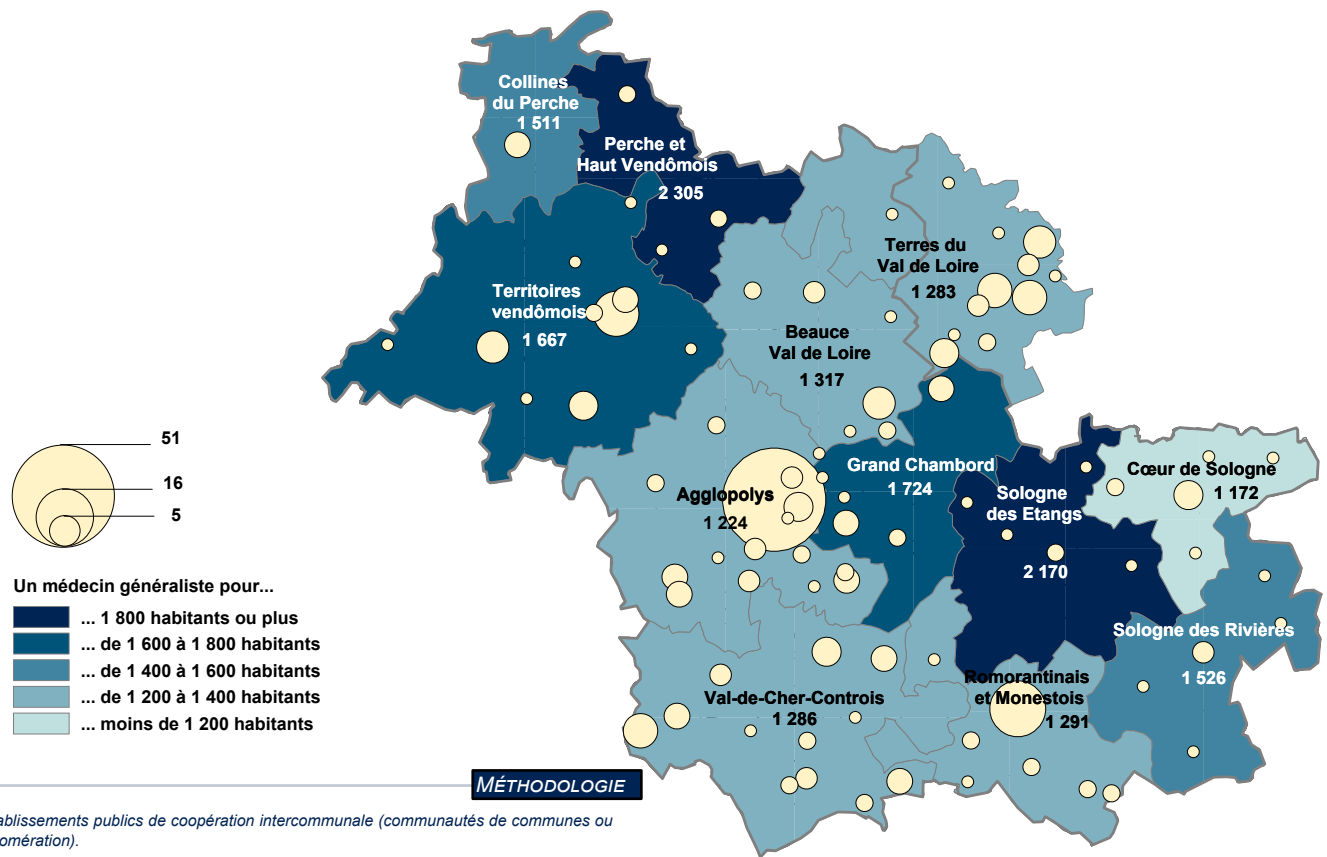 Collines
du Perche
1 511
Perche et
Haut Vendômois
2 305
Terres du
Val de Loire
1 283
Territoires
vendômois
1 667
Beauce
Val de Loire
1 317
51
16
5
Grand Chambord
1 724
Agglopolys
1 224
Sologne
des Etangs
2 170
Cœur de Sologne
1 172
Un médecin généraliste pour...
... 1 800 habitants ou plus
... de 1 600 à 1 800 habitants
... de 1 400 à 1 600 habitants
... de 1 200 à 1 400 habitants
... moins de 1 200 habitants
Sologne des Rivières
1 526
Romorantinais
et Monestois
1 291
Val-de-Cher-Controis
1 286
MÉTHODOLOGIE
ablissements publics de coopération intercommunale (communautés de communes ou
omération).